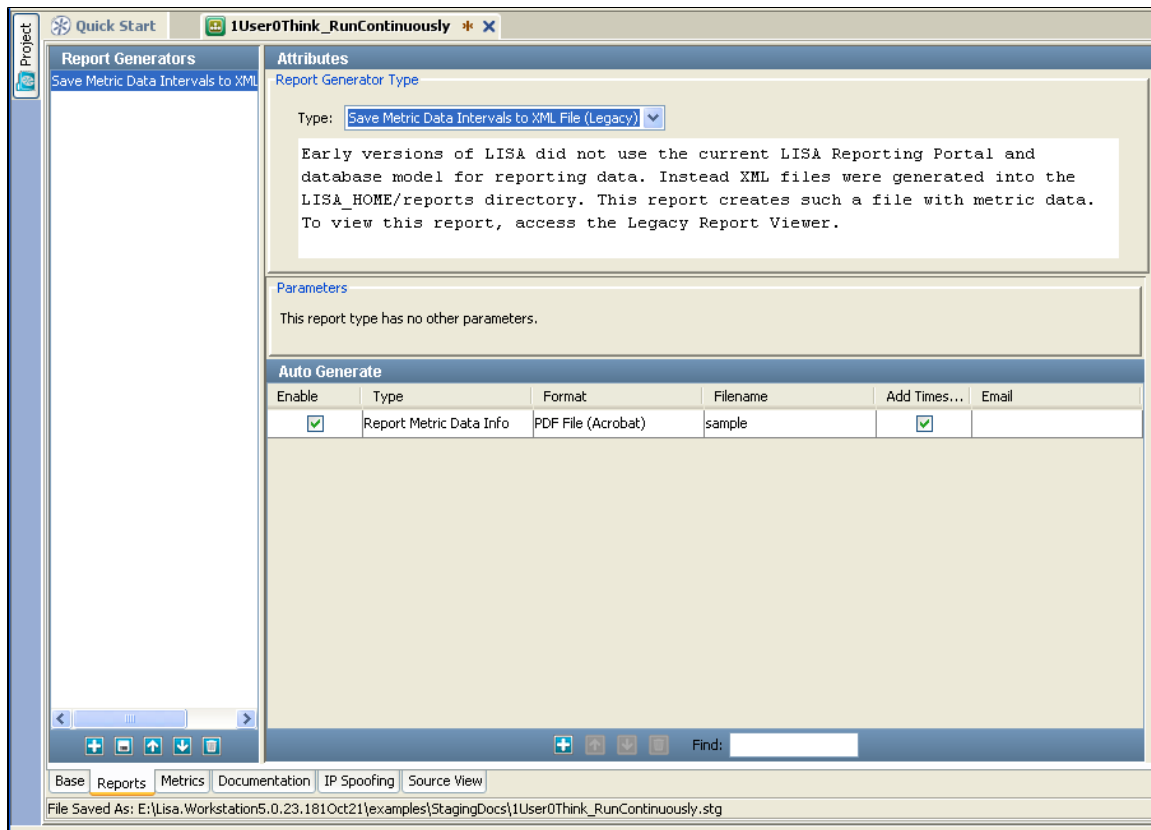 Project
Quick Start
1User0Think_RunContinuously
Report Generators
Save Metric Data Intervals to XML
Attributes
Report Generator Type
Type: Save Metric Data Intervals to XML File (Legacy)
Early versions of LISA did not use the current LISA Reporting Portal and
database model for reporting data. Instead XML files were generated into the
LISA_HOME/reports directory. This report creates such a file with metric data.
To view this report, access the Legacy Report Viewer.
Parameters
This report type has no other parameters.
Auto Generate
Enable Type Format Filename Add Times... Email
Report Metric Data Info PDF File (Acrobat) sample
Find:
Base Reports Metrics Documentation IP Spoofing Source View
File Saved As: E:\Lisa.Workstation5.0.23.181Oct21\examples\StagingDocs\1User0Think_RunContinuously.stg